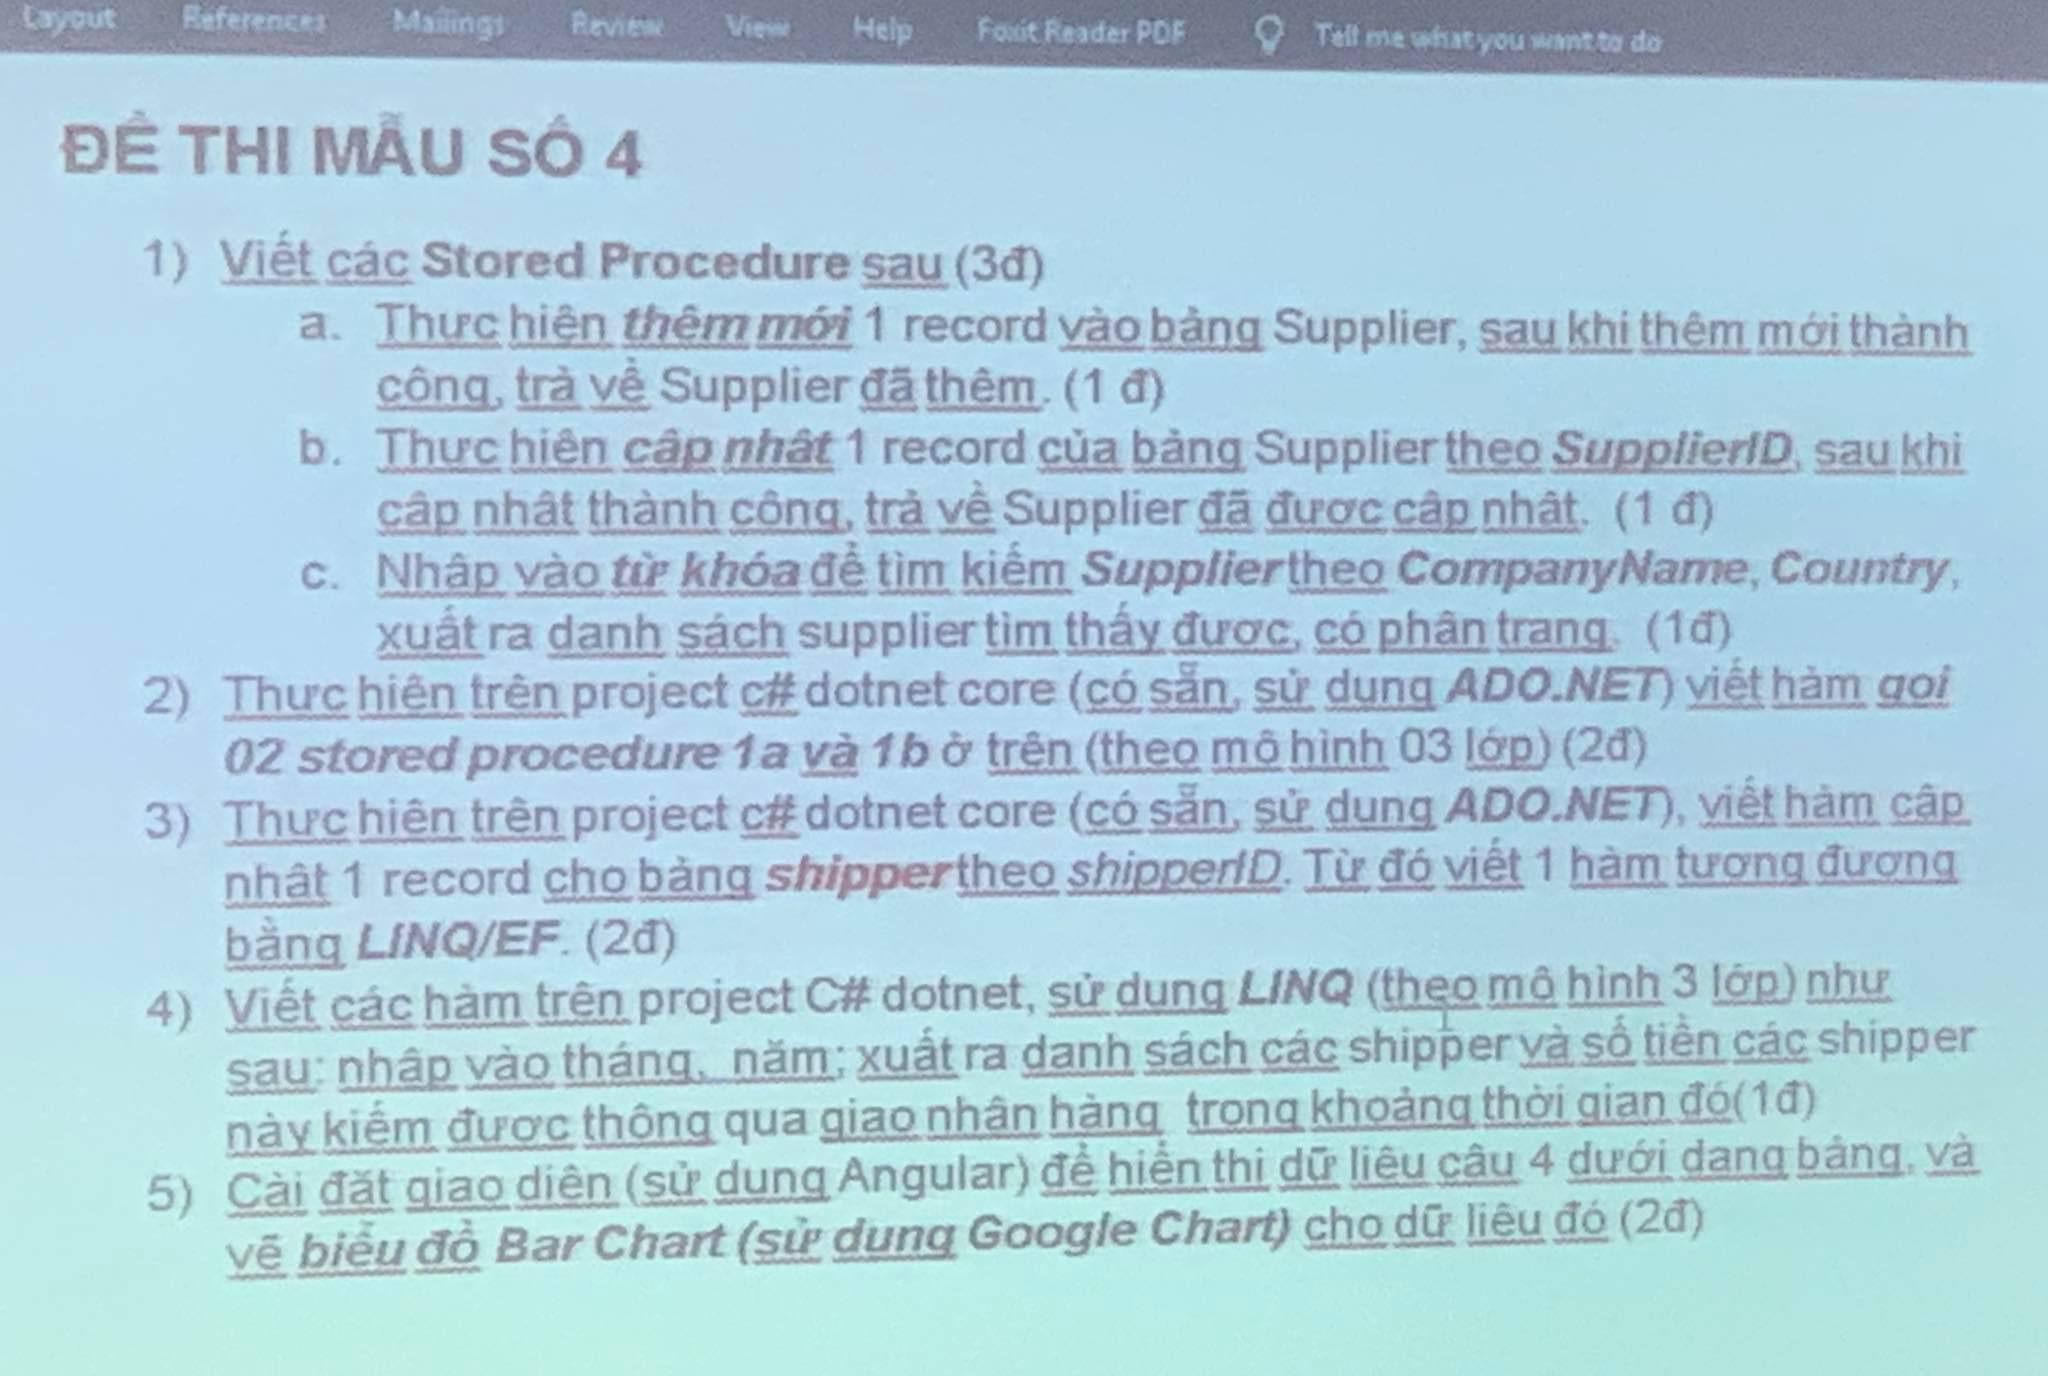 Layout References Mailings Review View Help Foxit Reader PDF Tell me what you want to do
ĐỀ THI MẪU SỐ 4
1) Viết các Stored Procedure sau (3đ)
a. Thực hiện thêm mới 1 record vào bảng Supplier, sau khi thêm mới thành
công, trả về Supplier đã thêm. (1 đ)
b. Thực hiện cập nhật 1 record của bảng Supplier theo SupplierID, sau khi
cập nhật thành công, trả về Supplier đã được cập nhật. (1 đ)
c. Nhập vào từ khóa để tìm kiếm Supplier theo CompanyName, Country,
xuất ra danh sách supplier tìm thấy được, có phân trang. (1đ)
2) Thực hiện trên project c# dotnet core (có sẵn, sử dụng ADO.NET) viết hàm gọi
02 stored procedure 1a và 1b ở trên (theo mô hình 03 lớp) (2đ)
3) Thực hiện trên project c# dotnet core (có sẵn, sử dụng ADO.NET), viết hàm cập
nhật 1 record cho bảng shipper theo shipperID. Từ đó viết 1 hàm tương đương
bằng LINQ/EF. (2đ)
4) Viết các hàm trên project C# dotnet, sử dụng LINQ (theo mô hình 3 lớp) như
sau: nhập vào tháng, năm; xuất ra danh sách các shipper và số tiền các shipper
này kiếm được thông qua giao nhận hàng trong khoảng thời gian đó(1đ)
5) Cài đặt giao diện (sử dụng Angular) để hiển thị dữ liệu câu 4 dưới dạng bảng, và
vẽ biểu đồ Bar Chart (sử dụng Google Chart) cho dữ liệu đó (2đ)